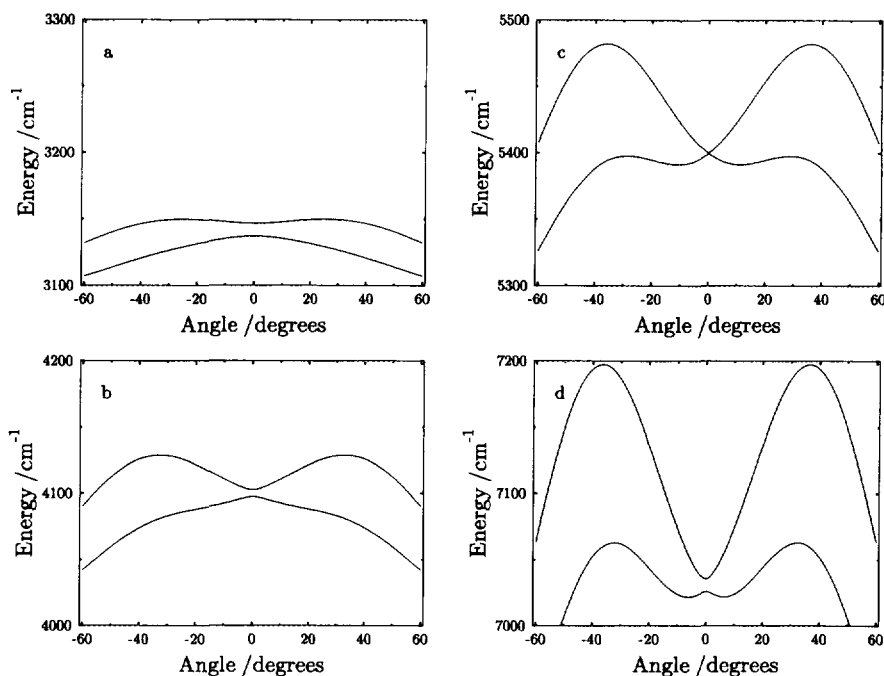 3300
3200
3100
a
Energy /cm-1
-60 -40 -20 0 20 40 60
Angle /degrees
5500
5400
5300
c
Energy /cm-1
-60 -40 -20 0 20 40 60
Angle /degrees
4200
4100
4000
b
Energy /cm-1
-60 -40 -20 0 20 40 60
Angle /degrees
7200
7100
7000
d
Energy /cm-1
-60 -40 -20 0 20 40 60
Angle /degrees